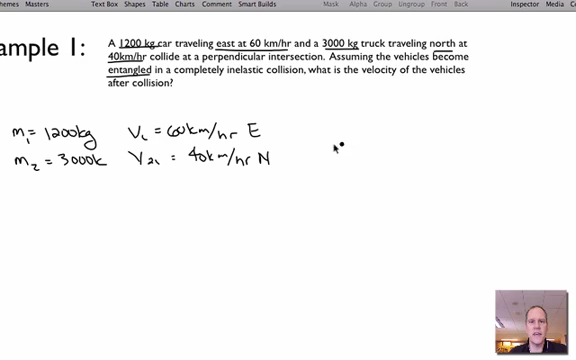 hemes Masters Text Box Shapes Table Charts Comment Smart Builds Mask Alpha Group Ungroup Front Back Inspector Media
ample 1:
A 1200 kg car traveling east at 60 km/hr and a 3000 kg truck traveling north at
40km/hr collide at a perpendicular intersection. Assuming the vehicles become
entangled in a completely inelastic collision, what is the velocity of the vehicles
after collision?
m₁ = 1200kg V₁ = 60km/hr E
m₂ = 3000k V₂ᵢ = 40km/hr N